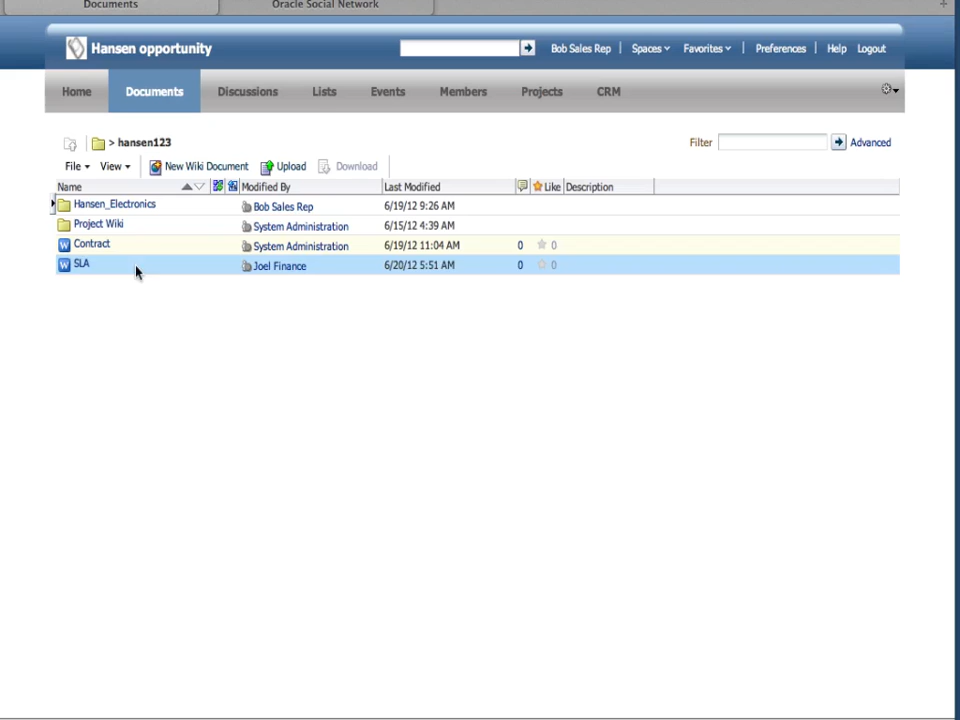 Documents Oracle Social Network +
Hansen opportunity Bob Sales Rep | Spaces | Favorites | Preferences | Help Logout
Home Documents Discussions Lists Events Members Projects CRM
> hansen123 Filter Advanced
File View New Wiki Document Upload Download
Name Modified By Last Modified Like Description
Hansen_Electronics Bob Sales Rep 6/19/12 9:26 AM
Project Wiki System Administration 6/15/12 4:39 AM
Contract System Administration 6/19/12 11:04 AM 0 0
SLA Joel Finance 6/20/12 5:51 AM 0 0